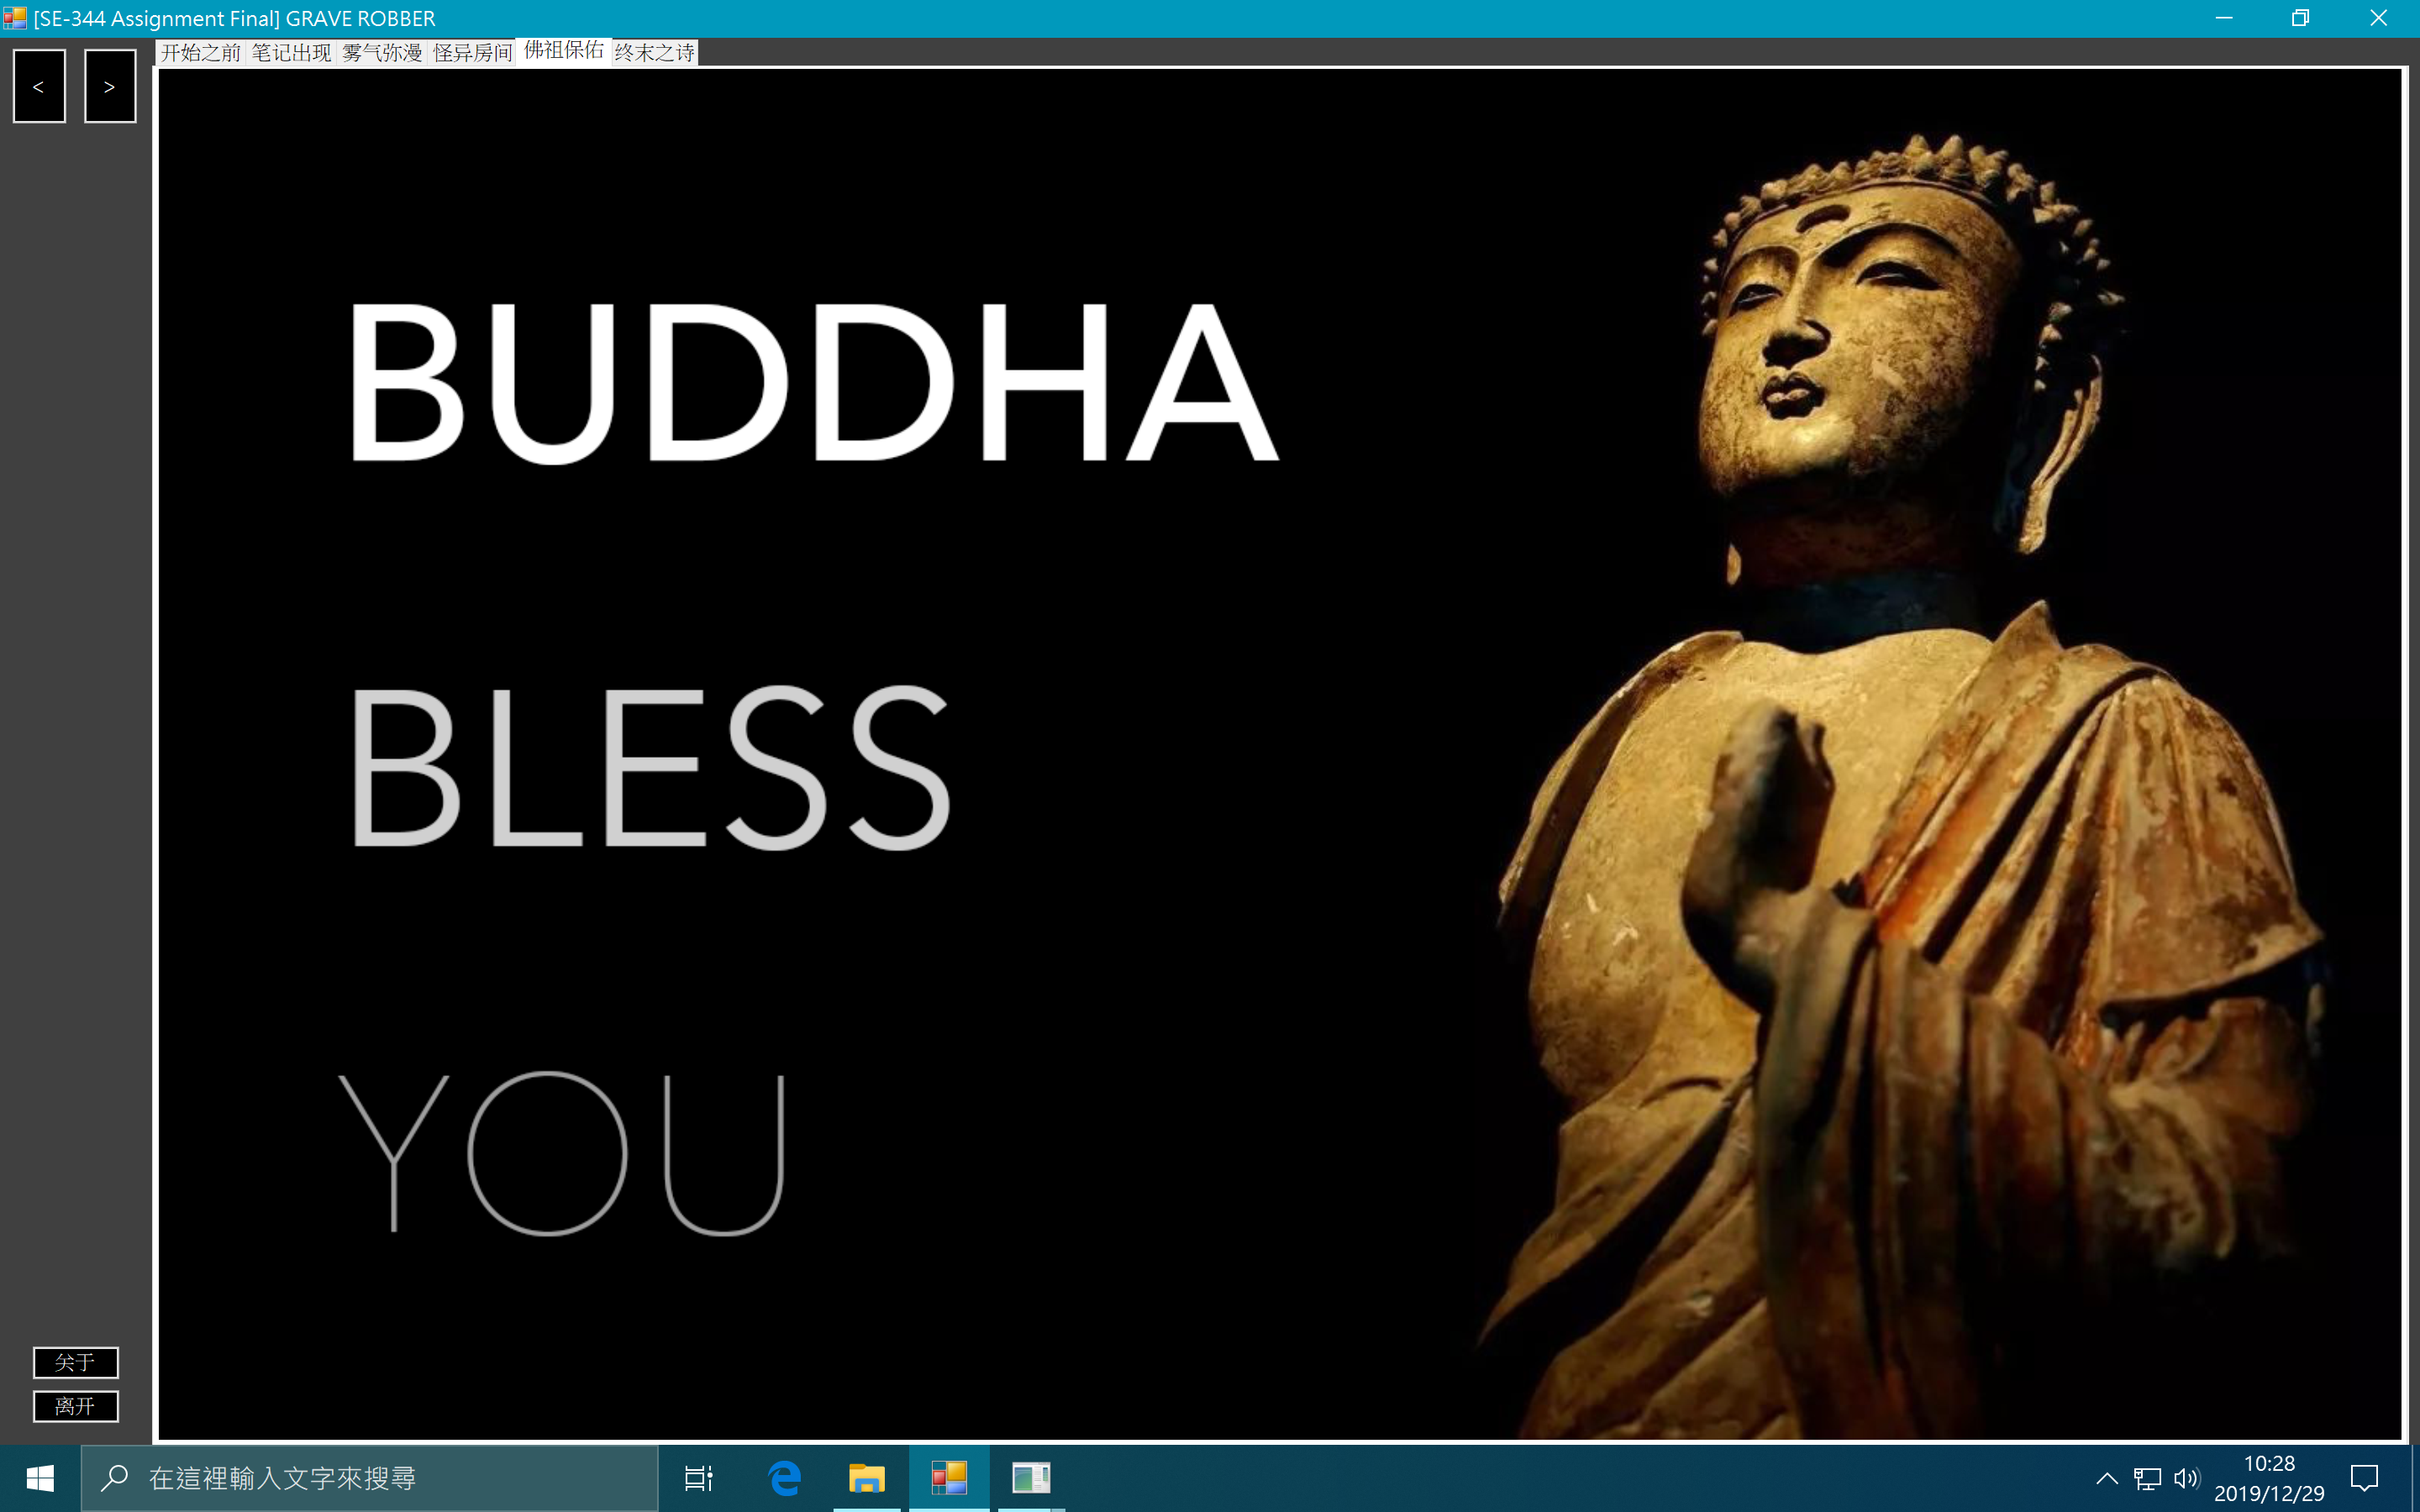 [SE-344 Assignment Final] GRAVE ROBBER
< >
开始之前 笔记出现 雾气弥漫 怪异房间 佛祖保佑 终末之诗
BUDDHA
BLESS
YOU
关于
离开
在這裡輸入文字來搜尋
10:28
2019/12/29